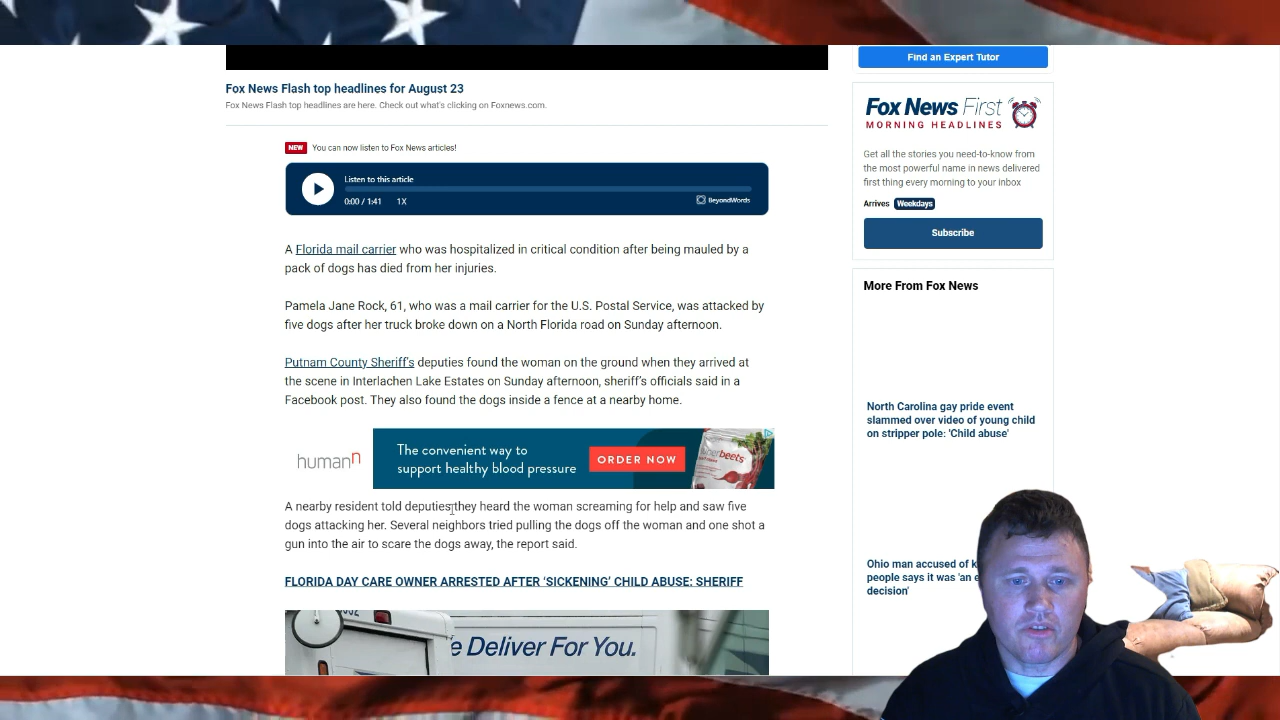 Find an Expert Tutor
Fox News Flash top headlines for August 23
Fox News Flash top headlines are here. Check out what's clicking on Foxnews.com.
NEW You can now listen to Fox News articles!
Listen to this article
0:00 / 1:41 1X BeyondWords
A Florida mail carrier who was hospitalized in critical condition after being mauled by a
pack of dogs has died from her injuries.
Pamela Jane Rock, 61, who was a mail carrier for the U.S. Postal Service, was attacked by
five dogs after her truck broke down on a North Florida road on Sunday afternoon.
Putnam County Sheriff's deputies found the woman on the ground when they arrived at
the scene in Interlachen Lake Estates on Sunday afternoon, sheriff's officials said in a
Facebook post. They also found the dogs inside a fence at a nearby home.
humann
The convenient way to
support healthy blood pressure
ORDER NOW
A nearby resident told deputies they heard the woman screaming for help and saw five
dogs attacking her. Several neighbors tried pulling the dogs off the woman and one shot a
gun into the air to scare the dogs away, the report said.
FLORIDA DAY CARE OWNER ARRESTED AFTER 'SICKENING' CHILD ABUSE: SHERIFF
e Deliver For You.
Fox News First
MORNING HEADLINES
Get all the stories you need-to-know from
the most powerful name in news delivered
first thing every morning to your inbox
Arrives Weekdays
Subscribe
More From Fox News
North Carolina gay pride event
slammed over video of young child
on stripper pole: 'Child abuse'
Ohio man accused of k
people says it was 'an e
decision'